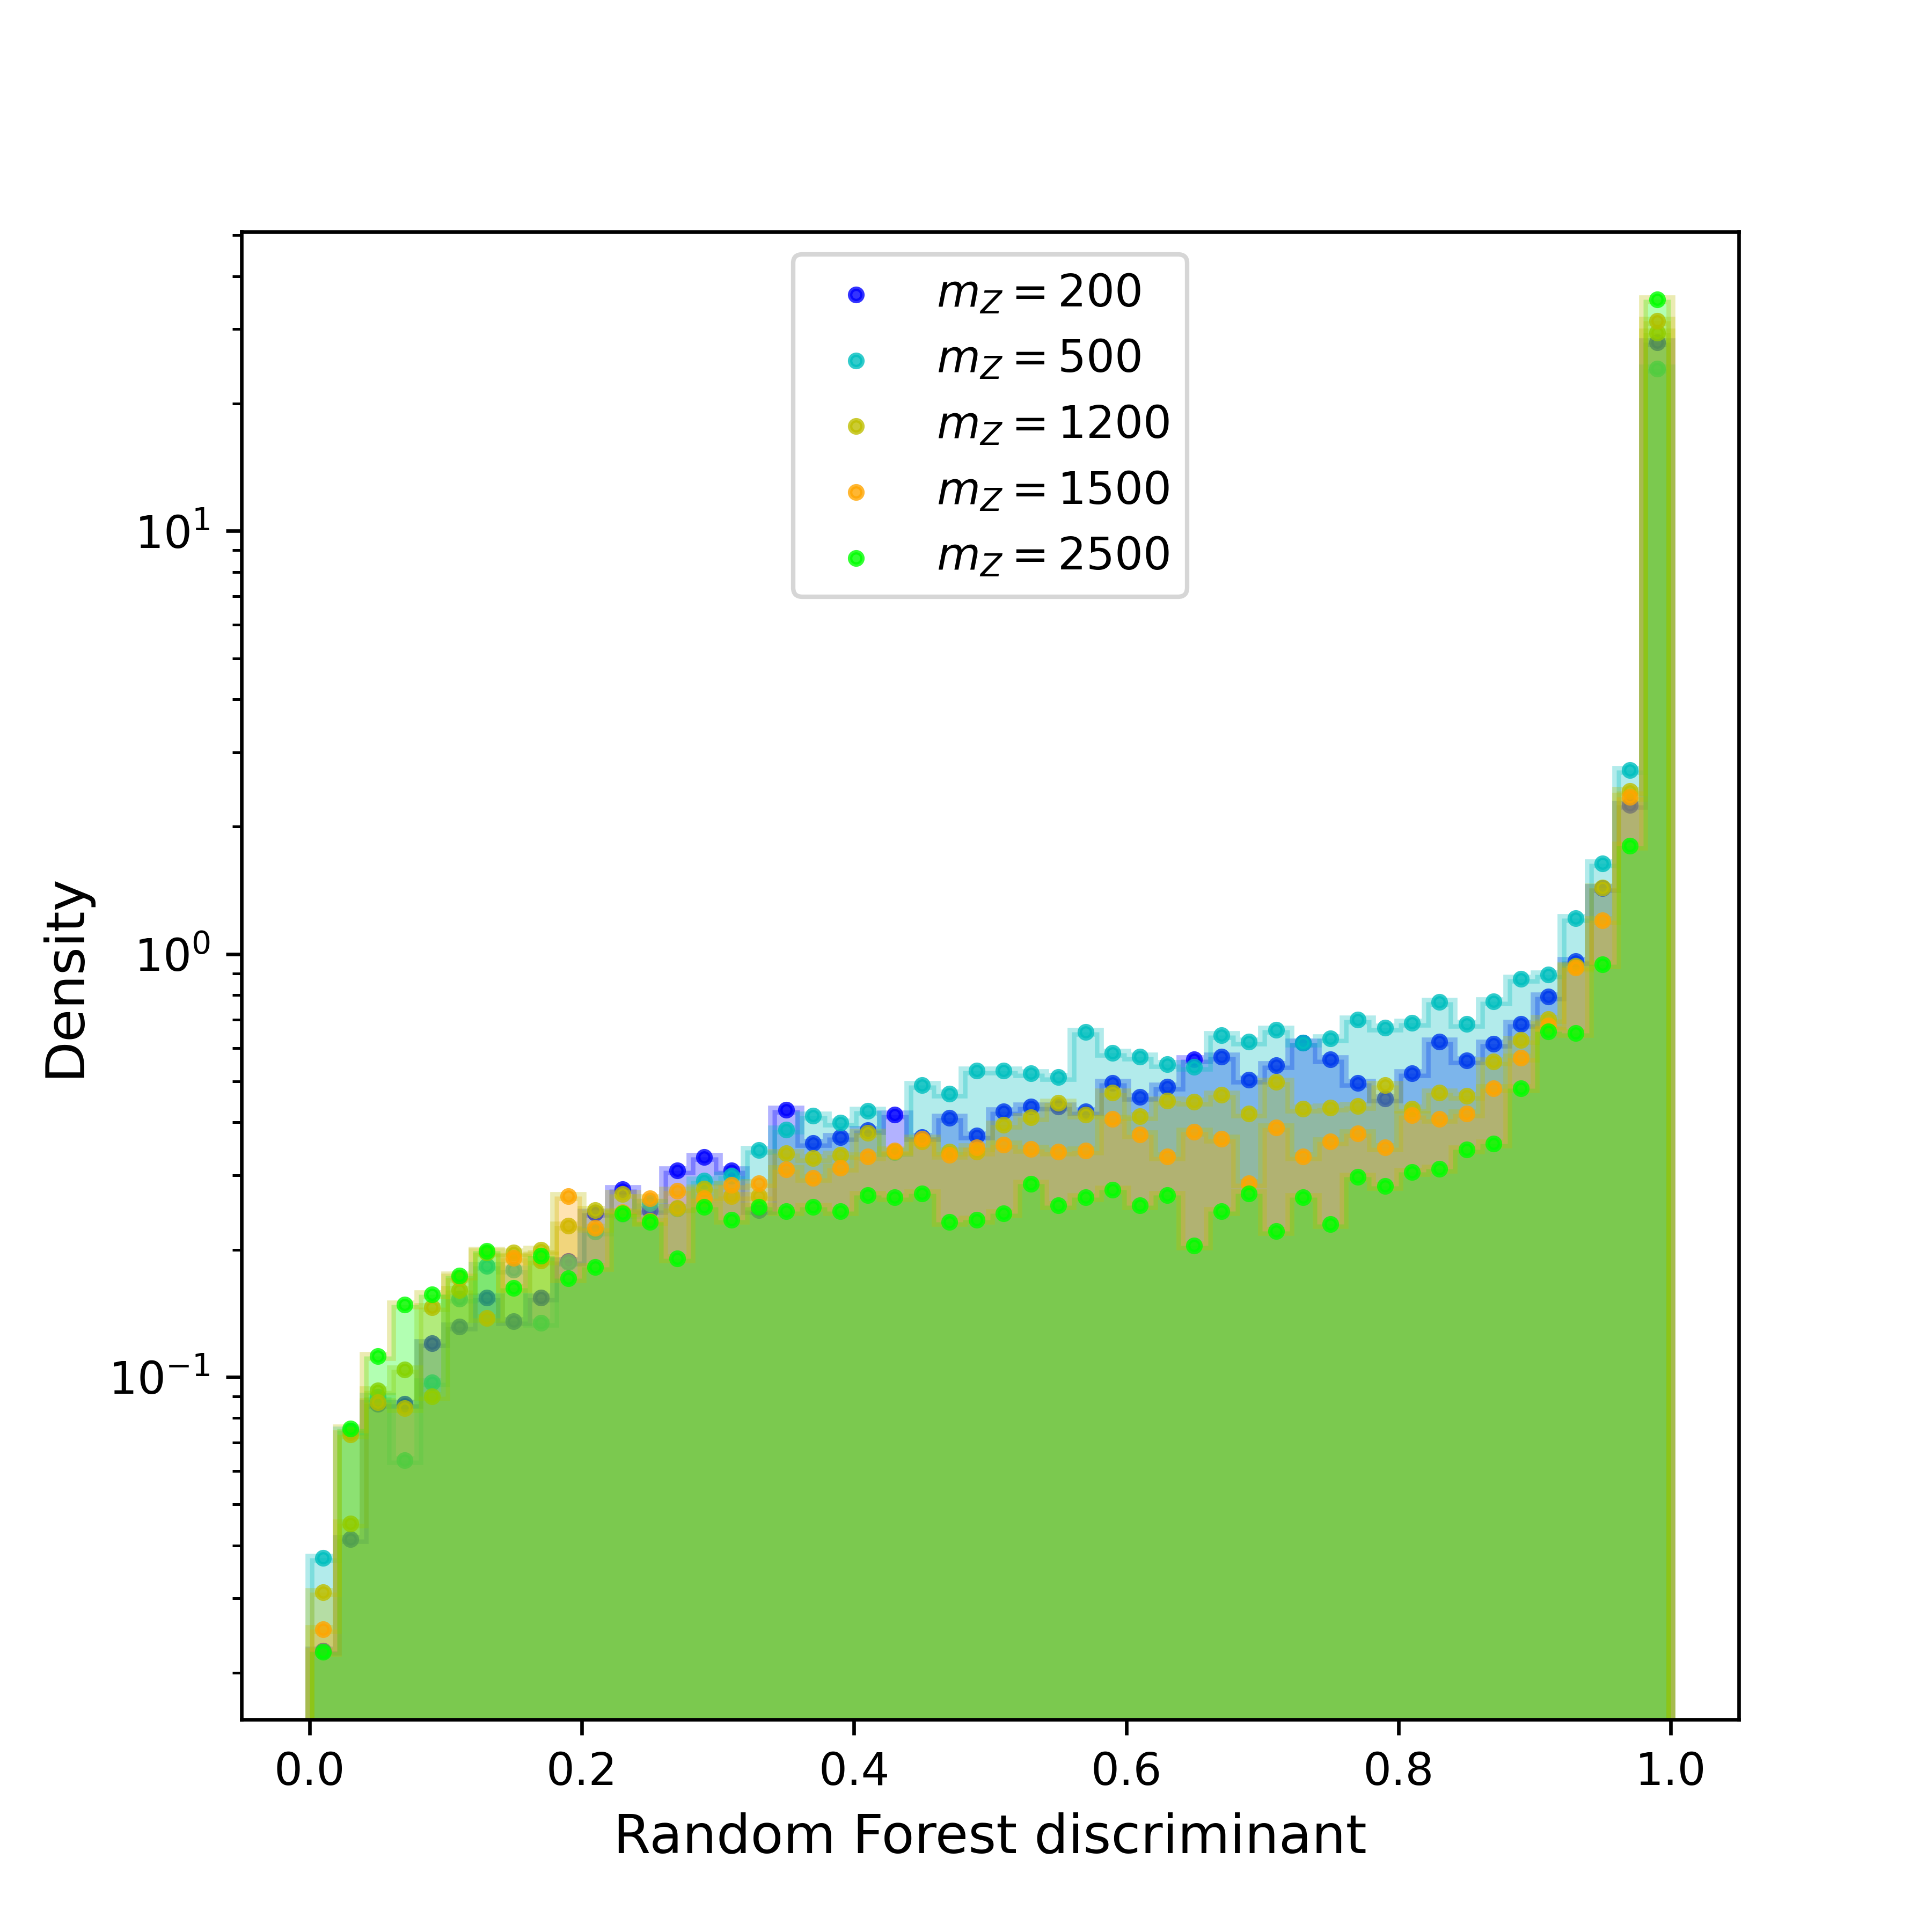 m_Z = 200
m_Z = 500
m_Z = 1200
m_Z = 1500
m_Z = 2500
10^1
10^0
10^-1
Density
0.0 0.2 0.4 0.6 0.8 1.0
Random Forest discriminant